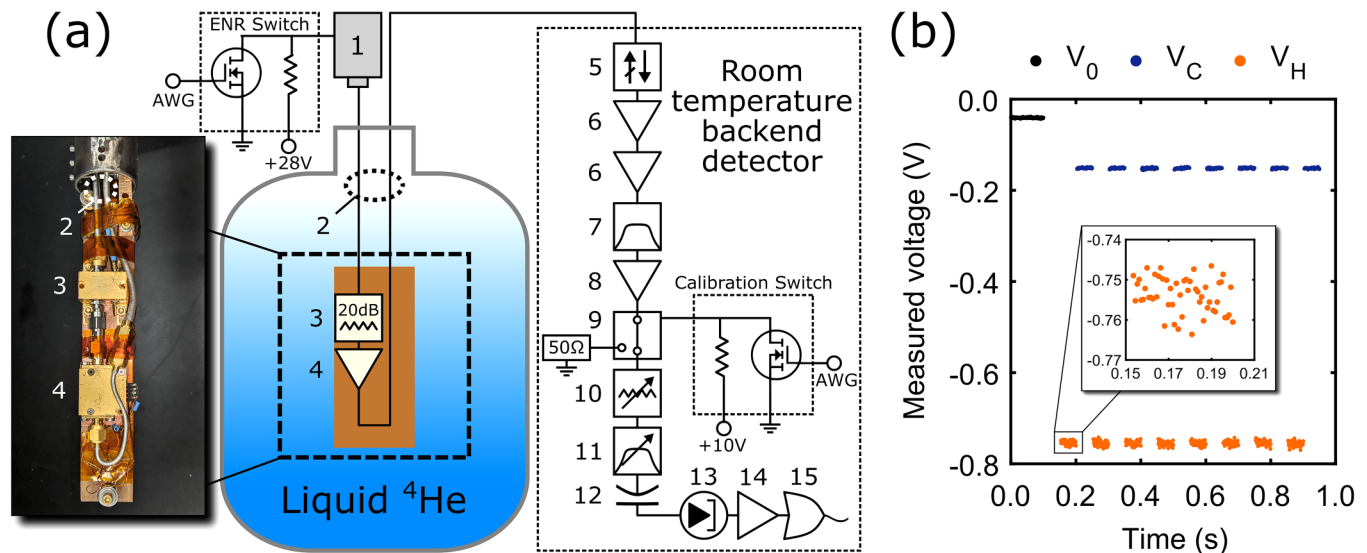 (a)
ENR Switch
AWG
+28V
1
2
2
3
4
20dB
3
4
Liquid ⁴He
Room
temperature
backend
detector
5
6
6
7
8
9
50Ω
10
11
12
13
14
15
Calibration Switch
AWG
+10V
(b)
V₀ V_C V_H
Measured voltage (V)
0.0
-0.2
-0.4
-0.6
-0.8
-0.74
-0.75
-0.76
-0.77
0.15 0.17 0.19 0.21
0.0 0.2 0.4 0.6 0.8 1.0
Time (s)